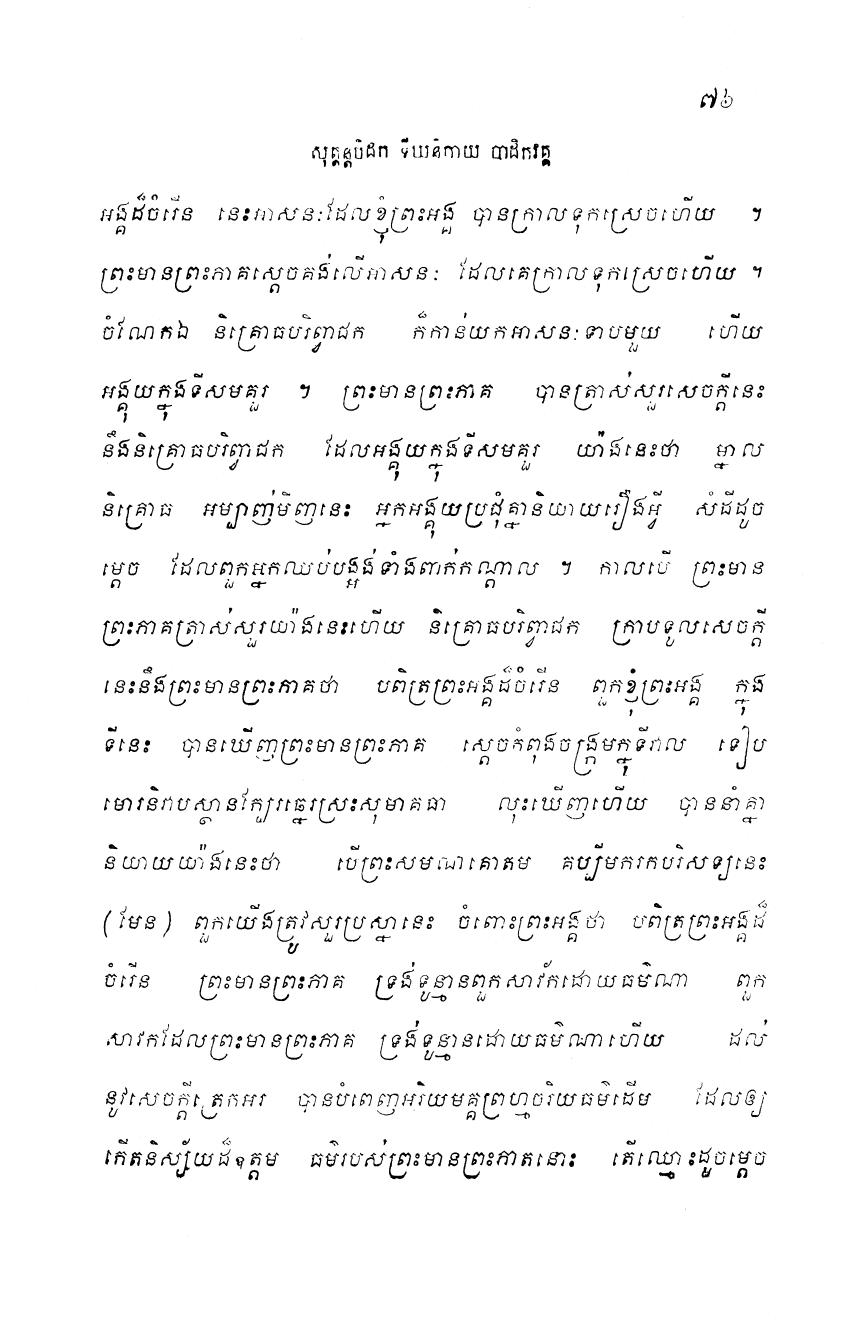 ៧៦
សុត្តន្តបិដក ទីឃនិកាយ បាដិកវគ្គ
អង្គដ៏ចំរើន នេះអាសនៈដែលខ្ញុំព្រះអង្គ បានក្រាលទុកស្រេចហើយ ។
ព្រះមានព្រះភាគស្តេចគង់លើអាសនៈ ដែលគេក្រាលទុកស្រេចហើយ ។
ចំណែកឯ និគ្រោធបរិព្វាជក ក៏កាន់យកអាសនៈទាបមួយ ហើយ
អង្គុយក្នុងទីសមគួរ ។ ព្រះមានព្រះភាគ បានត្រាស់សួរសេចក្តីនេះ
នឹងនិគ្រោធបរិព្វាជក ដែលអង្គុយក្នុងទីសមគួរ យ៉ាងនេះថា ម្នាល
និគ្រោធ អម្បាញ់មិញនេះ អ្នកអង្គុយប្រជុំគ្នានិយាយរឿងអ្វី សំដីដូច
ម្តេច ដែលពួកអ្នកឈប់បង្អង់ទាំងពាក់កណ្តាល ។ កាលបើ ព្រះមាន
ព្រះភាគត្រាស់សួរយ៉ាងនេះហើយ និគ្រោធបរិព្វាជក ក្រាបទូលសេចក្តី
នេះនឹងព្រះមានព្រះភាគថា បពិត្រព្រះអង្គដ៏ចំរើន ពួកខ្ញុំព្រះអង្គ ក្នុង
ទីនេះ បានឃើញព្រះមានព្រះភាគ ស្តេចកំពុងចង្ក្រមក្នុទីវាល ទៀប
មោរនិវាបស្ថានក្បែរឆ្នេរស្រះសុមាគធា លុះឃើញហើយ បាននាំគ្នា
និយាយយ៉ាងនេះថា បើព្រះសមណគោតម គប្បីមករកបរិសទ្យនេះ
(មែន) ពួកយើងត្រូវសួរប្រស្នានេះ ចំពោះព្រះអង្គថា បពិត្រព្រះអង្គដ៏
ចំរើន ព្រះមានព្រះភាគ ទ្រង់ទូន្មានពួកសាវ័កដោយធម៌ណា ពួក
សាវកដែលព្រះមានព្រះភាគ ទ្រង់ទូន្មានដោយធម៌ណាហើយ ដល់
នូវសេចក្តីត្រេកអរ បានបំពេញអរិយមគ្គព្រហ្មចរិយធម៌ដើម ដែលឲ្យ
កើតនិស្ស័យដ៏ឧត្តម ធម៌របស់ព្រះមានព្រះភាគនោះ តើឈ្មោះដូចម្តេច